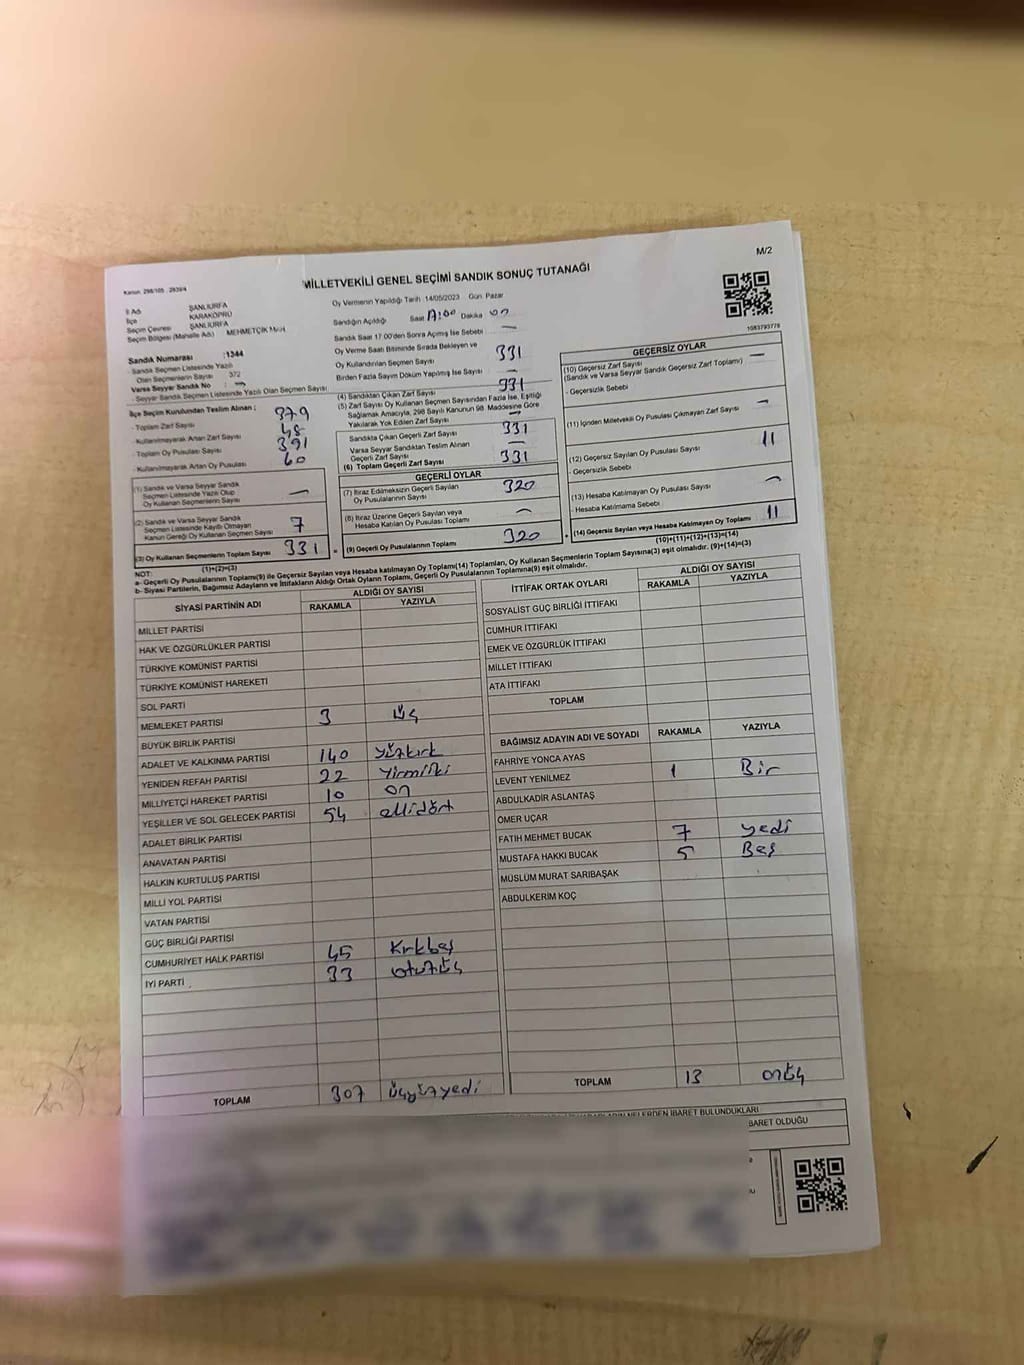 M/2
Kanun: 298/105 - 2839/4
MİLLETVEKİLİ GENEL SEÇİMİ SANDIK SONUÇ TUTANAĞI
1083793778
İl Adı ŞANLIURFA
İlçe KARAKÖPRÜ
Seçim Çevresi ŞANLIURFA
Seçim Bölgesi (Mahalle Adı) MEHMETÇİK MAH.
Sandık Numarası :1344
- Sandık Seçmen Listesinde Yazılı
Olan Seçmenlerin Sayısı 372
Varsa Seyyar Sandık No : —
- Seyyar Sandık Seçmen Listesinde Yazılı Olan Seçmen Sayısı
İlçe Seçim Kurulundan Teslim Alınan ;
- Toplam Zarf Sayısı 379
- Kullanılmayarak Artan Zarf Sayısı 48
- Toplam Oy Pusulası Sayısı 391
- Kullanılmayarak Artan Oy Pusulası 60
(1) Sandık ve Varsa Seyyar Sandık
Seçmen Listesinde Yazılı Olup
Oy Kullanan Seçmenlerin Sayısı —
(2) Sandık ve Varsa Seyyar Sandık
Seçmen Listesinde Kayıtlı Olmayan
Kanun Gereği Oy Kullanan Seçmen Sayısı 7
(3) Oy Kullanan Seçmenlerin Toplam Sayısı 331
(1)+(2)=(3)
Oy Vermenin Yapıldığı Tarih 14/05/2023 Gün: Pazar
Sandığın Açıldığı Saat Dakika
Sandık Saat 17:00'den Sonra Açımış İse Sebebi —
Oy Verme Saati Bitiminde Sırada Bekleyen ve
Oy Kullandırılan Seçmen Sayısı 331
Birden Fazla Sayım Döküm Yapılmış İse Sayısı —
(4) Sandıktan Çıkan Zarf Sayısı 331
(5) Zarf Sayısı Oy Kullanan Seçmen Sayısından Fazla İse, Eşitliği
Sağlamak Amacıyla, 298 Sayılı Kanunun 98. Maddesine Göre
Yakılarak Yok Edilen Zarf Sayısı —
Sandıkta Çıkan Geçerli Zarf Sayısı 331
Varsa Seyyar Sandıktan Teslim Alınan
Geçerli Zarf Sayısı —
(6) Toplam Geçerli Zarf Sayısı 331
GEÇERLİ OYLAR
(7) İtiraz Edilmeksizin Geçerli Sayılan
Oy Pusulalarının Sayısı 320
(8) İtiraz Üzerine Geçerli Sayılan veya
Hesaba Katılan Oy Pusulası Toplamı —
(9) Geçerli Oy Pusulalarının Toplamı 320
GEÇERSİZ OYLAR
(10) Geçersiz Zarf Sayısı —
(Sandık ve Varsa Seyyar Sandık Geçersiz Zarf Toplamı)
- Geçersizlik Sebebi
(11) İçinden Milletvekili Oy Pusulası Çıkmayan Zarf Sayısı —
(12) Geçersiz Sayılan Oy Pusulası Sayısı 11
- Geçersizlik Sebebi
(13) Hesaba Katılmayan Oy Pusulası Sayısı —
- Hesaba Katılmama Sebebi
(14) Geçersiz Sayılan veya Hesaba Katılmayan Oy Toplamı 11
(10)+(11)+(12)+(13)=(14)
NOT:
a- Geçerli Oy Pusulalarının Toplamı(9) ile Geçersiz Sayılan veya Hesaba katılmayan Oy Toplamı(14) Toplamları, Oy Kullanan Seçmenlerin Toplam Sayısına(3) eşit olmalıdır. (9)+(14)=(3)
b- Siyasi Partilerin, Bağımsız Adayların ve İttifakların Aldığı Ortak Oyların Toplamı, Geçerli Oy Pusulalarının Toplamına(9) eşit olmalıdır.
SİYASİ PARTİNİN ADI ALDIĞI OY SAYISI
RAKAMLA YAZIYLA
MİLLET PARTİSİ
HAK VE ÖZGÜRLÜKLER PARTİSİ
TÜRKİYE KOMÜNİST PARTİSİ
TÜRKİYE KOMÜNİST HAREKETİ
SOL PARTİ
MEMLEKET PARTİSİ 3 üç
BÜYÜK BİRLİK PARTİSİ
ADALET VE KALKINMA PARTİSİ 140 yüzkırk
YENİDEN REFAH PARTİSİ 22 yirmiiki
MİLLİYETÇİ HAREKET PARTİSİ 10 on
YEŞİLLER VE SOL GELECEK PARTİSİ 54 ellidört
ADALET BİRLİK PARTİSİ
ANAVATAN PARTİSİ
HALKIN KURTULUŞ PARTİSİ
MİLLİ YOL PARTİSİ
VATAN PARTİSİ
GÜÇ BİRLİĞİ PARTİSİ
CUMHURİYET HALK PARTİSİ 45 Kırkbeş
İYİ PARTİ 33 otuzüç
TOPLAM 307 üçyüzyedi
İTTİFAK ORTAK OYLARI ALDIĞI OY SAYISI
RAKAMLA YAZIYLA
SOSYALİST GÜÇ BİRLİĞİ İTTİFAKI
CUMHUR İTTİFAKI
EMEK VE ÖZGÜRLÜK İTTİFAKI
MİLLET İTTİFAKI
ATA İTTİFAKI
TOPLAM
BAĞIMSIZ ADAYIN ADI VE SOYADI RAKAMLA YAZIYLA
FAHRİYE YONCA AYAS
LEVENT YENİLMEZ 1 Bir
ABDULKADİR ASLANTAŞ
ÖMER UÇAR
FATİH MEHMET BUCAK 7 yedi
MUSTAFA HAKKI BUCAK 5 Beş
MÜSLÜM MURAT SARIBAŞAK
ABDULKERİM KOÇ
TOPLAM 13 onüç
NELERDEN İBARET BULUNDUKLARI
BARET OLDUĞU